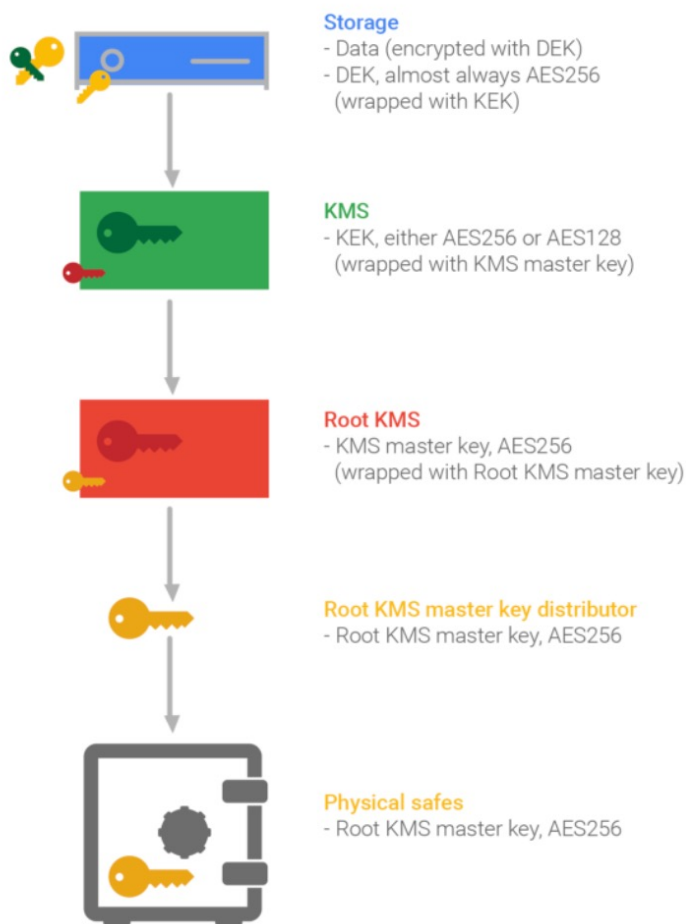 Storage
- Data (encrypted with DEK)
- DEK, almost always AES256
(wrapped with KEK)
KMS
- KEK, either AES256 or AES128
(wrapped with KMS master key)
Root KMS
- KMS master key, AES256
(wrapped with Root KMS master key)
Root KMS master key distributor
- Root KMS master key, AES256
Physical safes
- Root KMS master key, AES256